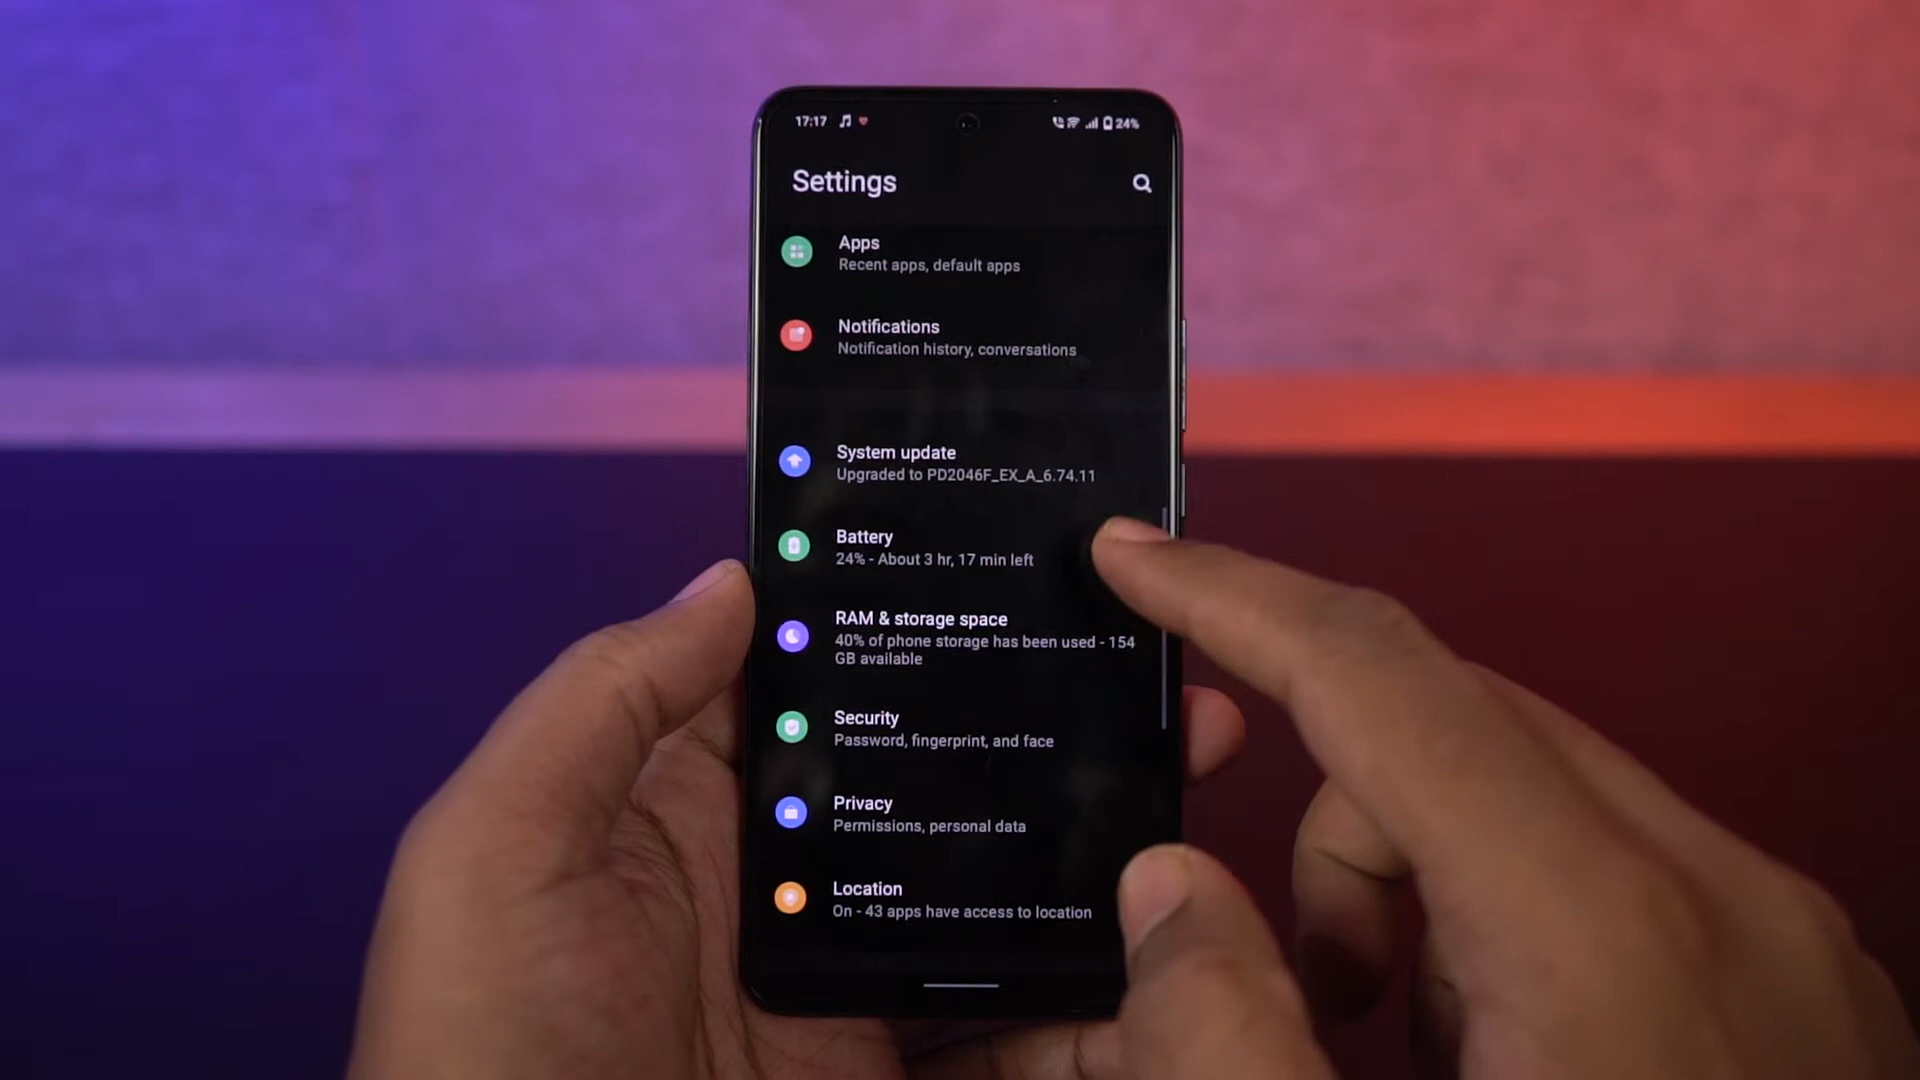 17:17 24%
Settings
Apps
Recent apps, default apps
Notifications
Notification history, conversations
System update
Upgraded to PD2046F_EX_A_6.74.11
Battery
24% - About 3 hr, 17 min left
RAM & storage space
40% of phone storage has been used - 154
GB available
Security
Password, fingerprint, and face
Privacy
Permissions, personal data
Location
On - 43 apps have access to location